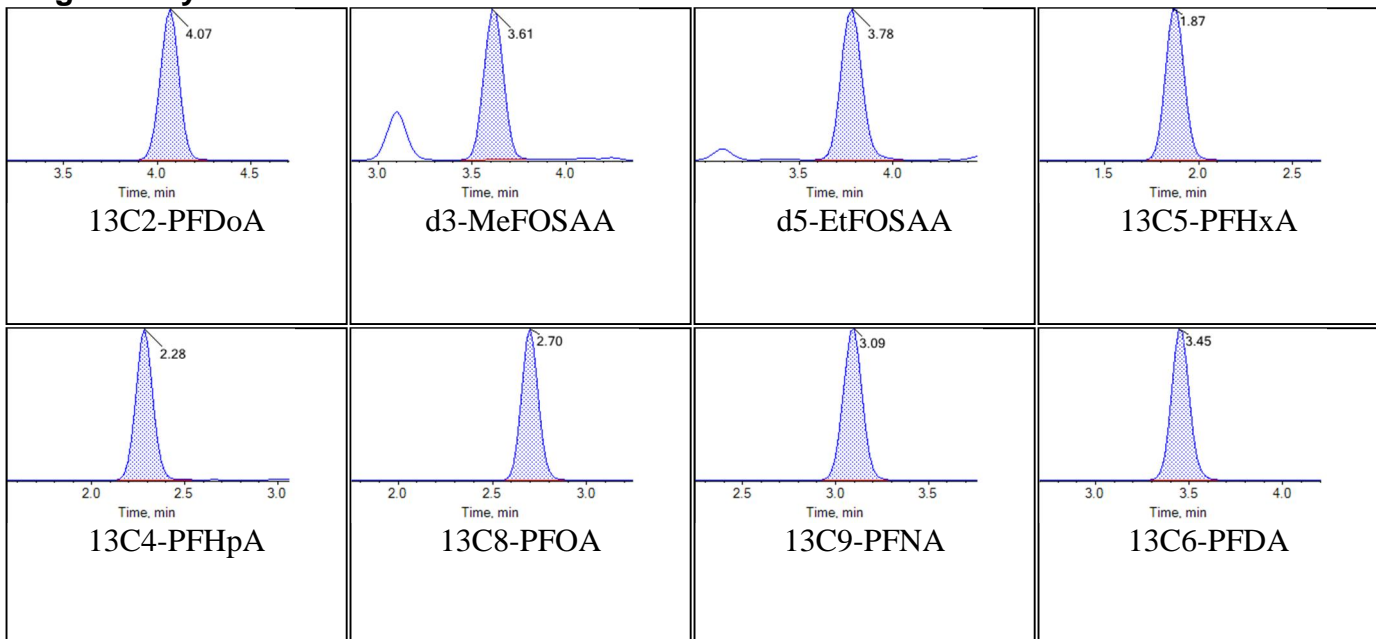 4.07
3.5 4.0 4.5
Time, min
13C2-PFDoA
3.61
3.0 3.5 4.0
Time, min
d3-MeFOSAA
3.78
3.5 4.0
Time, min
d5-EtFOSAA
1.87
1.5 2.0 2.5
Time, min
13C5-PFHxA
2.28
2.0 2.5 3.0
Time, min
13C4-PFHpA
2.70
2.0 2.5 3.0
Time, min
13C8-PFOA
3.09
2.5 3.0 3.5
Time, min
13C9-PFNA
3.45
3.0 3.5 4.0
Time, min
13C6-PFDA